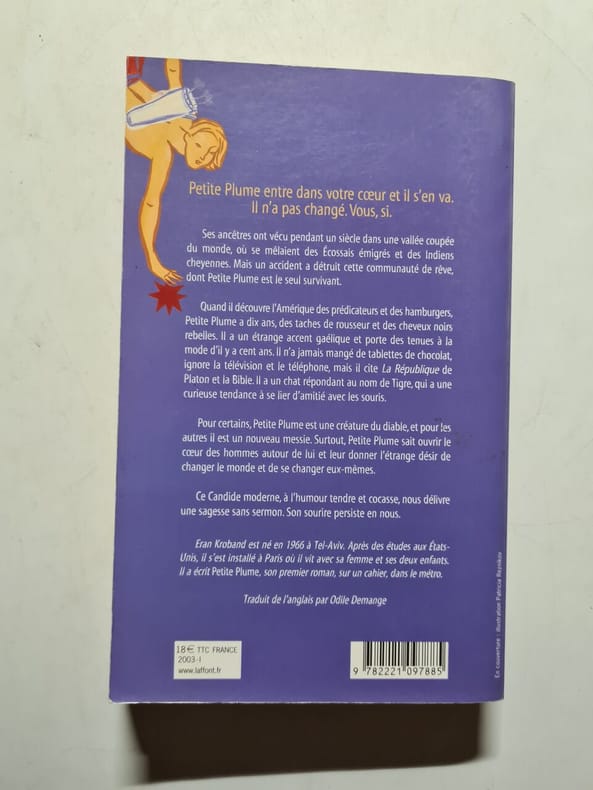 Petite Plume entre dans votre cœur et il s'en va.
Il n'a pas changé. Vous, si.
Ses ancêtres ont vécu pendant un siècle dans une vallée coupée
du monde, où se mêlaient des Écossais émigrés et des Indiens
cheyennes. Mais un accident a détruit cette communauté de rêve,
dont Petite Plume est le seul survivant.
Quand il découvre l'Amérique des prédicateurs et des hamburgers,
Petite Plume a dix ans, des taches de rousseur et des cheveux noirs
rebelles. Il a un étrange accent gaélique et porte des tenues à la
mode d'il y a cent ans. Il n'a jamais mangé de tablettes de chocolat,
ignore la télévision et le téléphone, mais il cite La République de
Platon et la Bible. Il a un chat répondant au nom de Tigre, qui a une
curieuse tendance à se lier d'amitié avec les souris.
Pour certains, Petite Plume est une créature du diable, et pour les
autres il est un nouveau messie. Surtout, Petite Plume sait ouvrir le
cœur des hommes autour de lui et leur donner l'étrange désir de
changer le monde et de se changer eux-mêmes.
Ce Candide moderne, à l'humour tendre et cocasse, nous délivre
une sagesse sans sermon. Son sourire persiste en nous.
Eran Kroband est né en 1966 à Tel-Aviv. Après des études aux États-
Unis, il s'est installé à Paris où il vit avec sa femme et ses deux enfants.
Il a écrit Petite Plume, son premier roman, sur un cahier, dans le métro.
Traduit de l'anglais par Odile Demange
18€ TTC FRANCE
2003-I
www.laffont.fr
9 782221 097885
En couverture : illustration Patricia Reznikov